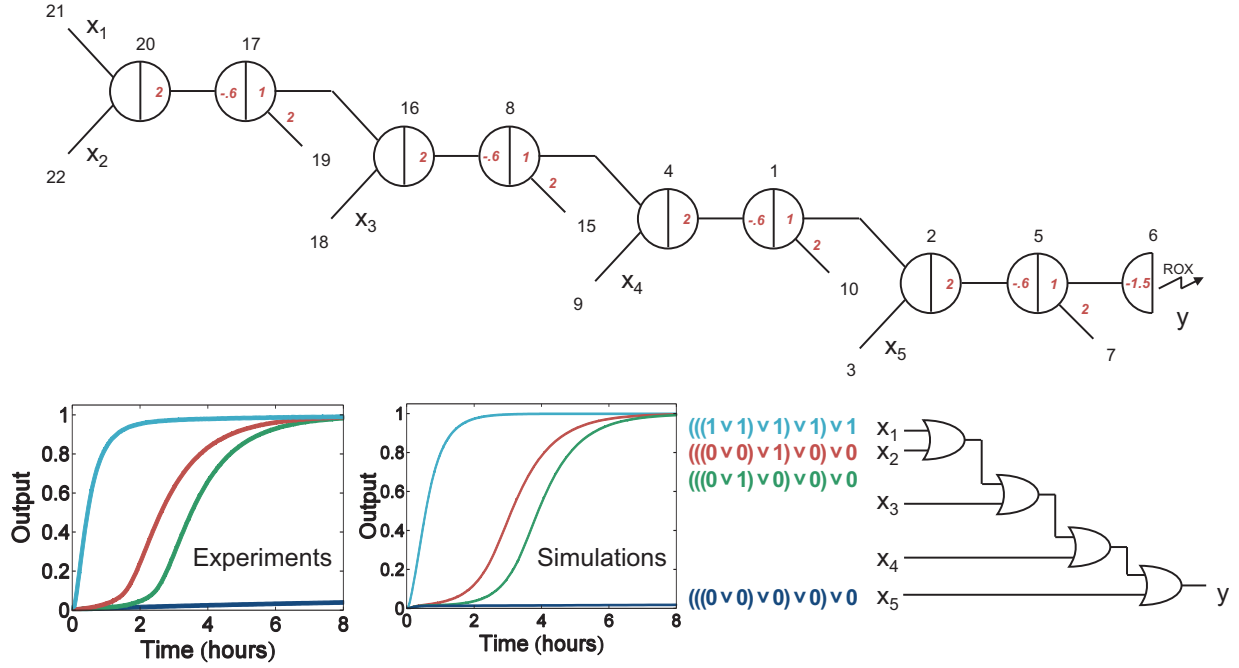 21
x1
20
17
2
-.6
1
2
x2
22
19
16
8
2
-.6
1
2
x3
18
15
4
1
2
-.6
1
2
x4
9
10
2
5
6
2
-.6
1
2
-1.5
ROX
y
x5
3
7
1
0.8
0.6
0.4
0.2
0
Output
Experiments
0 2 4 6 8
Time (hours)
1
0.8
0.6
0.4
0.2
0
Output
Simulations
0 2 4 6 8
Time (hours)
(((1 ∨ 1) ∨ 1) ∨ 1) ∨ 1
(((0 ∨ 0) ∨ 1) ∨ 0) ∨ 0
(((0 ∨ 1) ∨ 0) ∨ 0) ∨ 0
(((0 ∨ 0) ∨ 0) ∨ 0) ∨ 0
x1
x2
x3
x4
x5
y